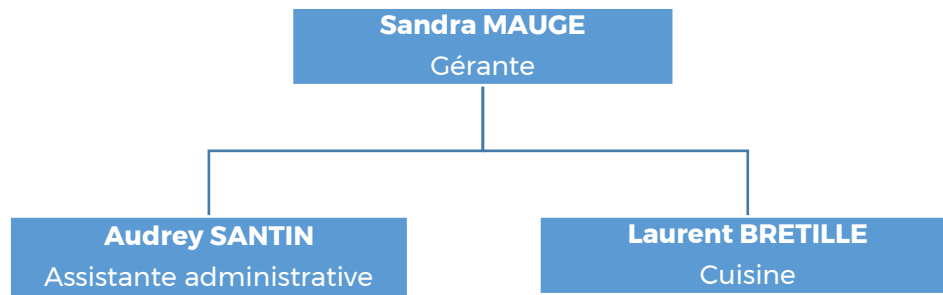 Sandra MAUGE
Gérante
Audrey SANTIN
Assistante administrative
Laurent BRETILLE
Cuisine